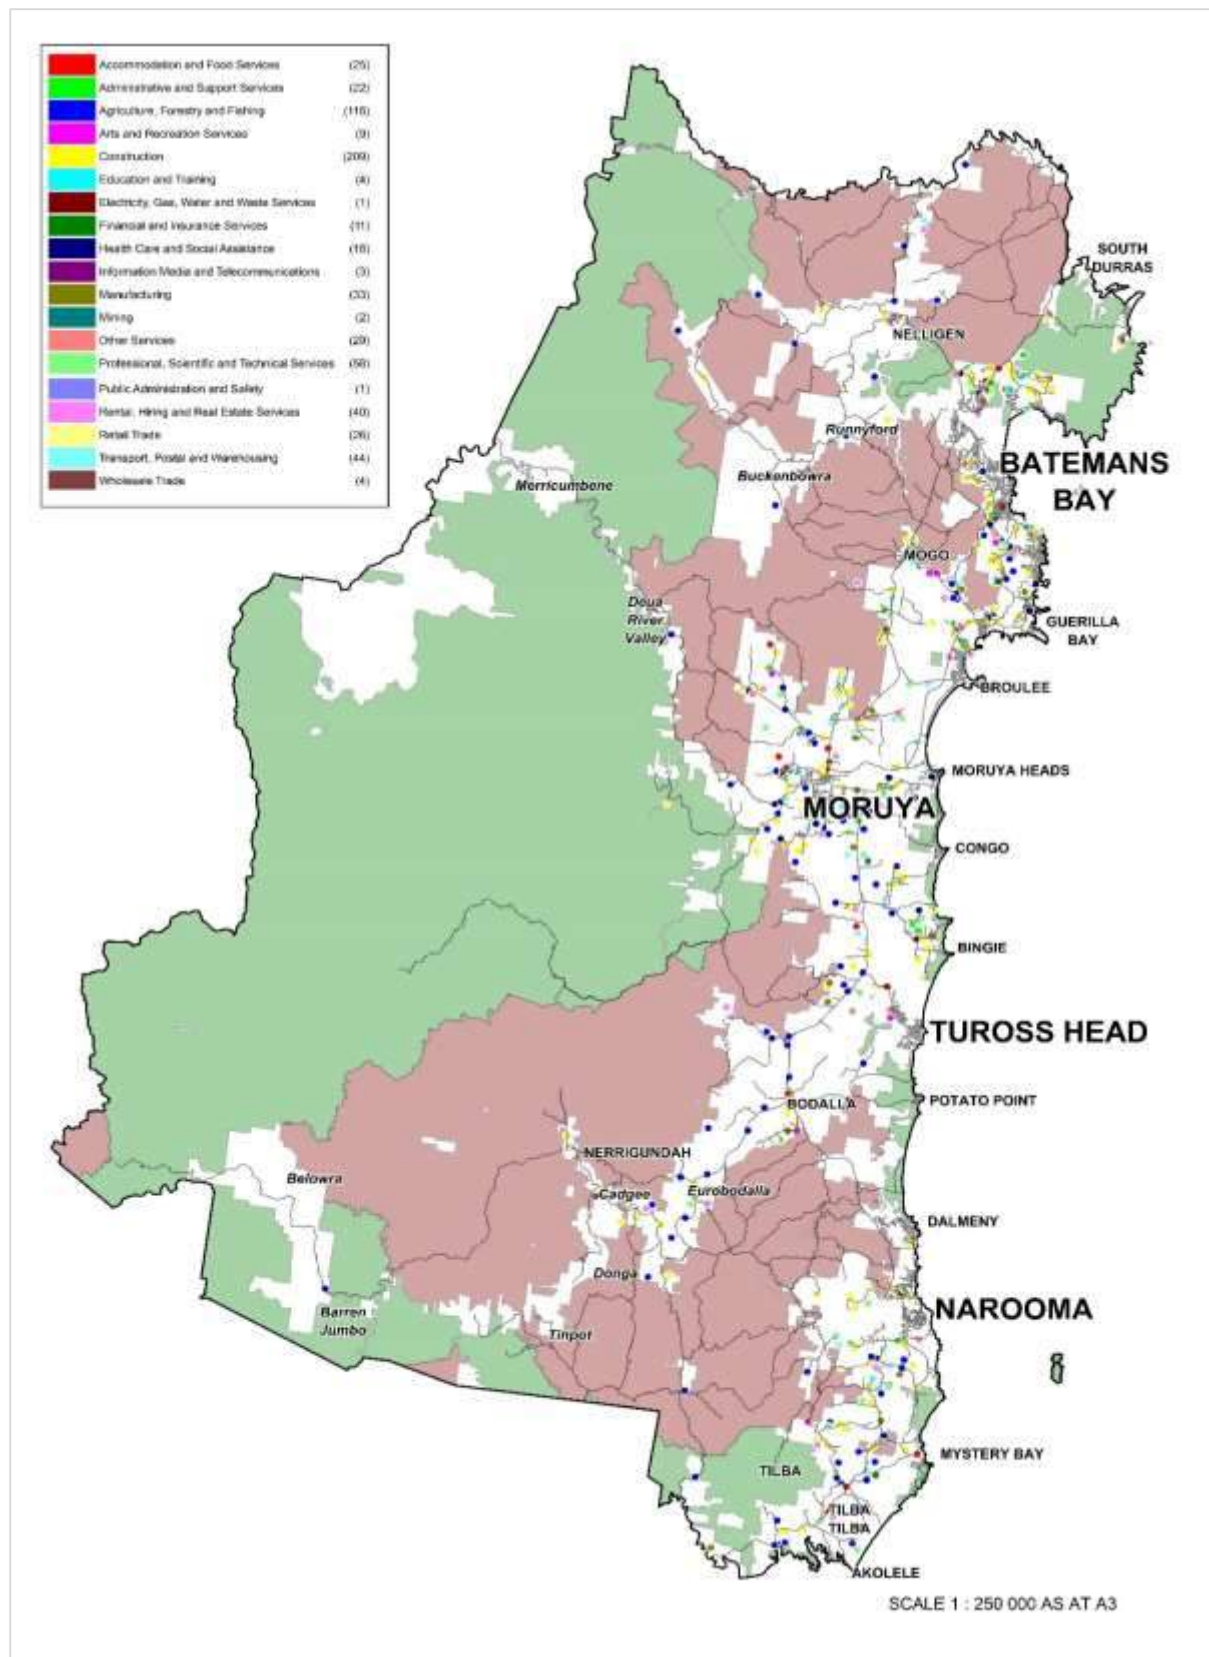 Accommodation and Food Services (25)
Administrative and Support Services (22)
Agriculture, Forestry and Fishing
Arts and Recreation Services (9)
Construction (209)
Education and Training (4)
Electricity, Gas, Water and Waste Services (1)
Financial and Insurance Services (11)
Health Care and Social Assistance
Information Media and Telecommunications (3)
Manufacturing (33)
Mining (2)
Other Services (29)
Professional, Scientific and Technical Services
Public Administration and Safety (1)
Rental, Hiring and Real Estate Services (40)
Retail Trade (26)
Transport, Postal and Warehousing (44)
Wholesale Trade (4)
SOUTH
DURRAS
NELLIGEN
Runnyford
BATEMANS
BAY
Buckenbowra
Merricumbene
MOGO
Deua
River
Valley
GUERILLA
BAY
BROULEE
MORUYA HEADS
MORUYA
CONGO
BINGIE
TUROSS HEAD
BODALLA
POTATO POINT
NERRIGUNDAH
Belowra
Cadgee
Eurobodalla
DALMENY
Donga
NAROOMA
Barren
Jumbo
Tinpot
MYSTERY BAY
TILBA
TILBA
TILBA
AKOLELE
SCALE 1 : 250 000 AS AT A3